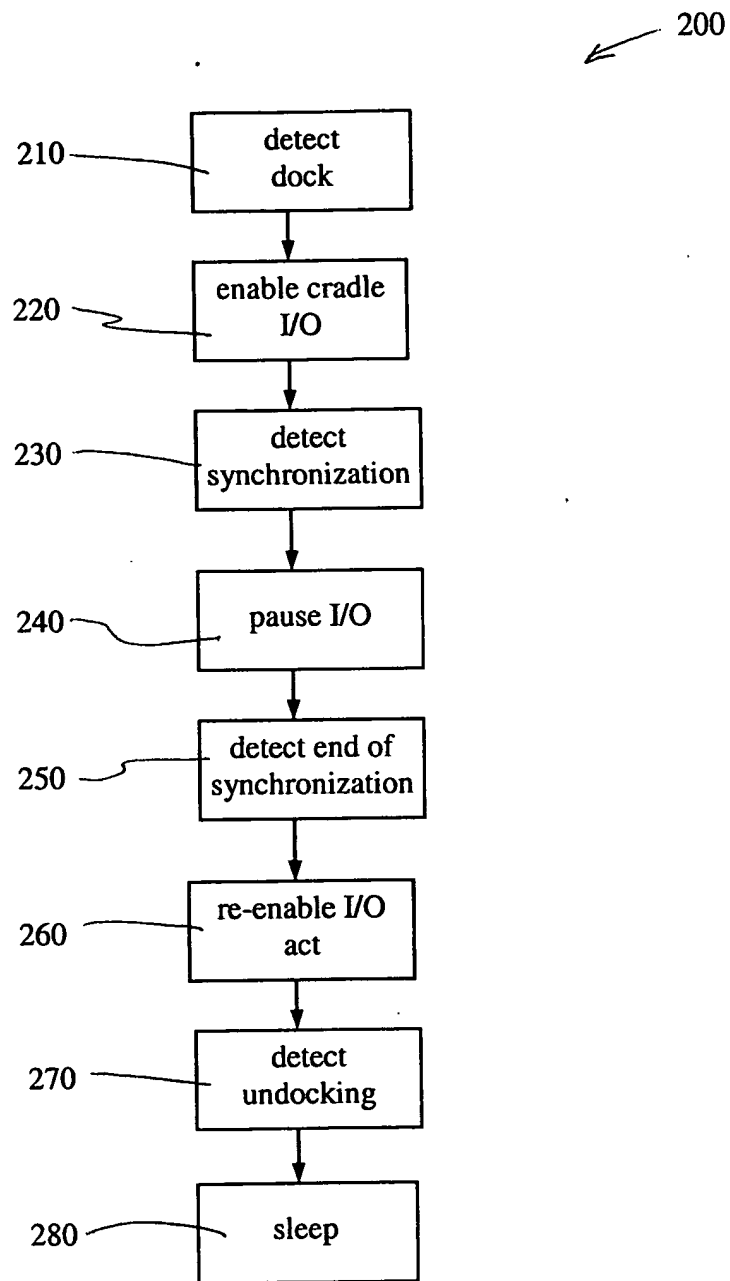 200
210
detect
dock
220
enable cradle
I/O
230
detect
synchronization
240
pause I/O
250
detect end of
synchronization
260
re-enable I/O
act
270
detect
undocking
280
sleep